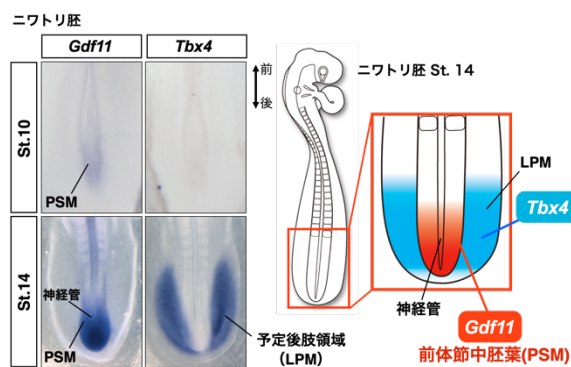 ニワトリ胚
Gdf11
Tbx4
St.10
PSM
St.14
神経管
PSM
予定後肢領域
(LPM)
前
後
ニワトリ胚 St. 14
LPM
Tbx4
神経管
Gdf11
前体節中胚葉(PSM)